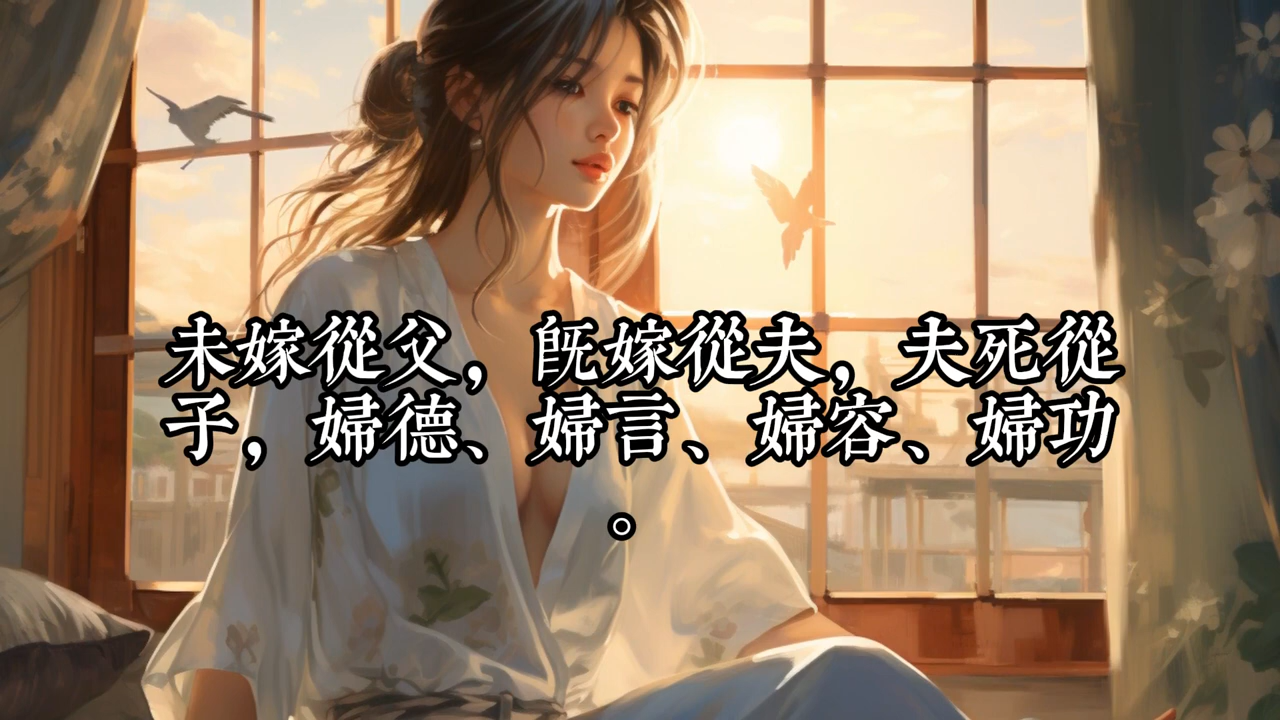 未嫁從父，既嫁從夫，夫死從
子，婦德、婦言、婦容、婦功
。